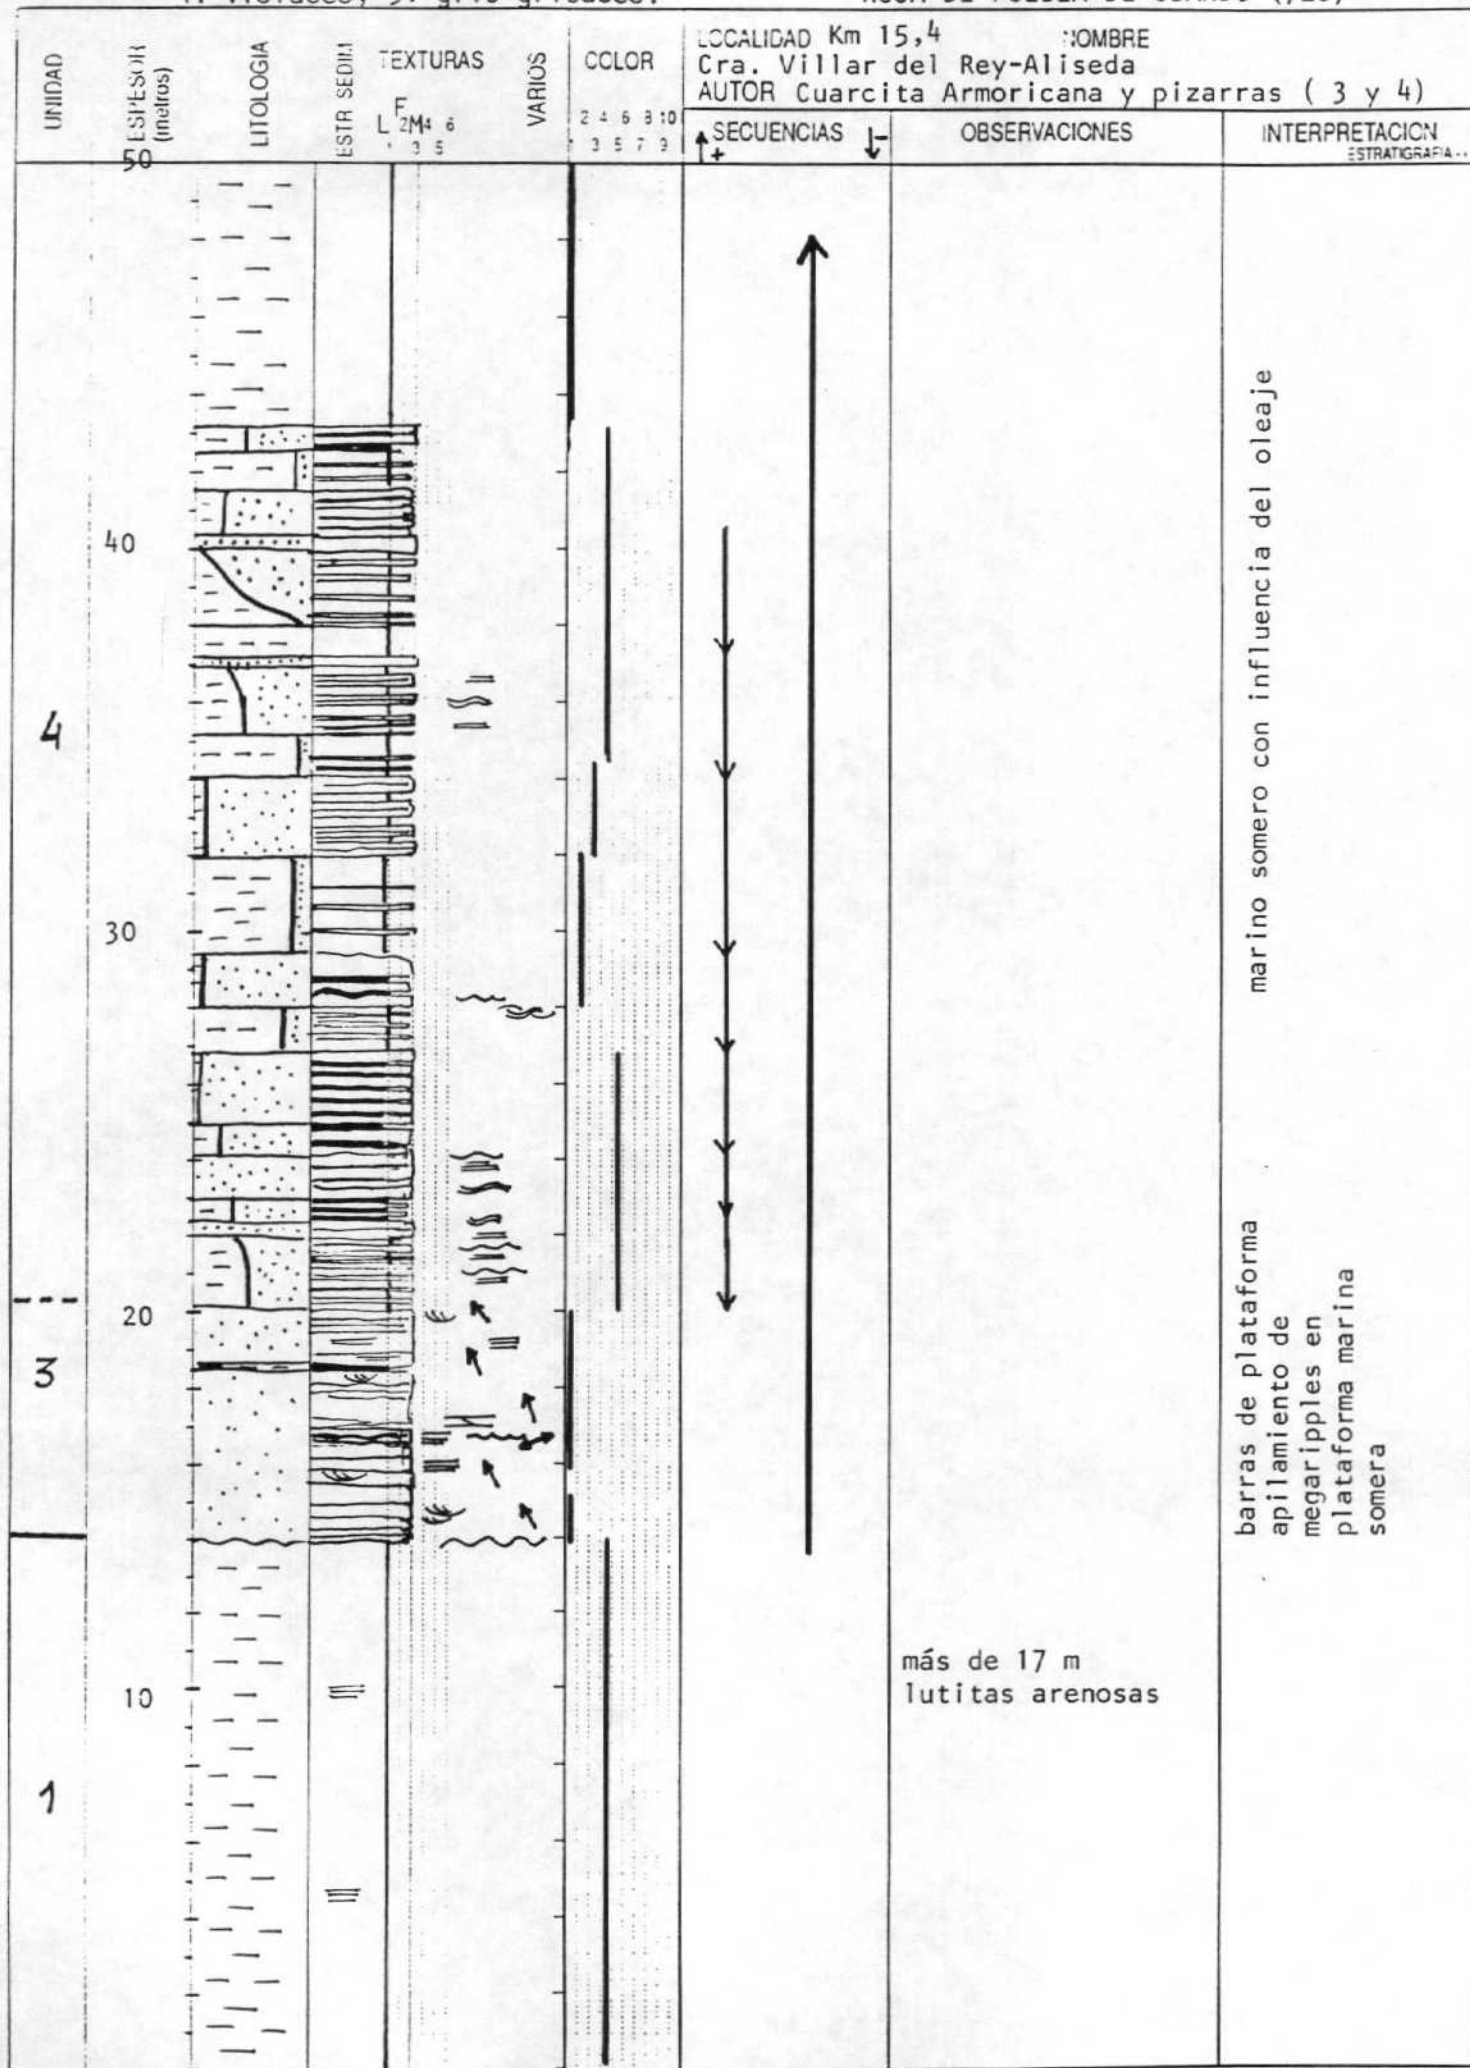 LOCALIDAD Km 15,4 NOMBRE
Cra. Villar del Rey-Aliseda
AUTOR Cuarcita Armoricana y pizarras ( 3 y 4)
UNIDAD
ESPESOR
(metros)
LITOLOGIA
ESTR SEDIM
TEXTURAS
F
L 2 M 4 6
1 3 5
VARIOS
COLOR
2 4 6 8 10
1 3 5 7 9
SECUENCIAS
+ -
OBSERVACIONES
INTERPRETACION
ESTRATIGRAFIA
50
40
4
30
marino somero con influencia del oleaje
20
3
barras de plataforma
apilamiento de
megaripples en
plataforma marina
somera
más de 17 m
lutitas arenosas
10
1